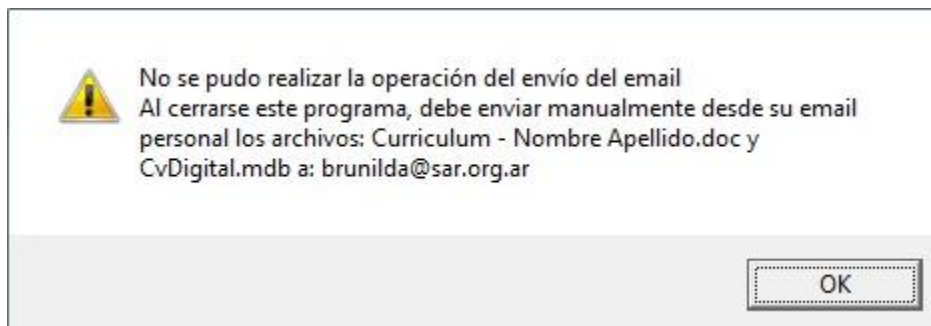 No se pudo realizar la operación del envío del email
Al cerrarse este programa, debe enviar manualmente desde su email
personal los archivos: Curriculum - Nombre Apellido.doc y
CvDigital.mdb a: brunilda@sar.org.ar
OK